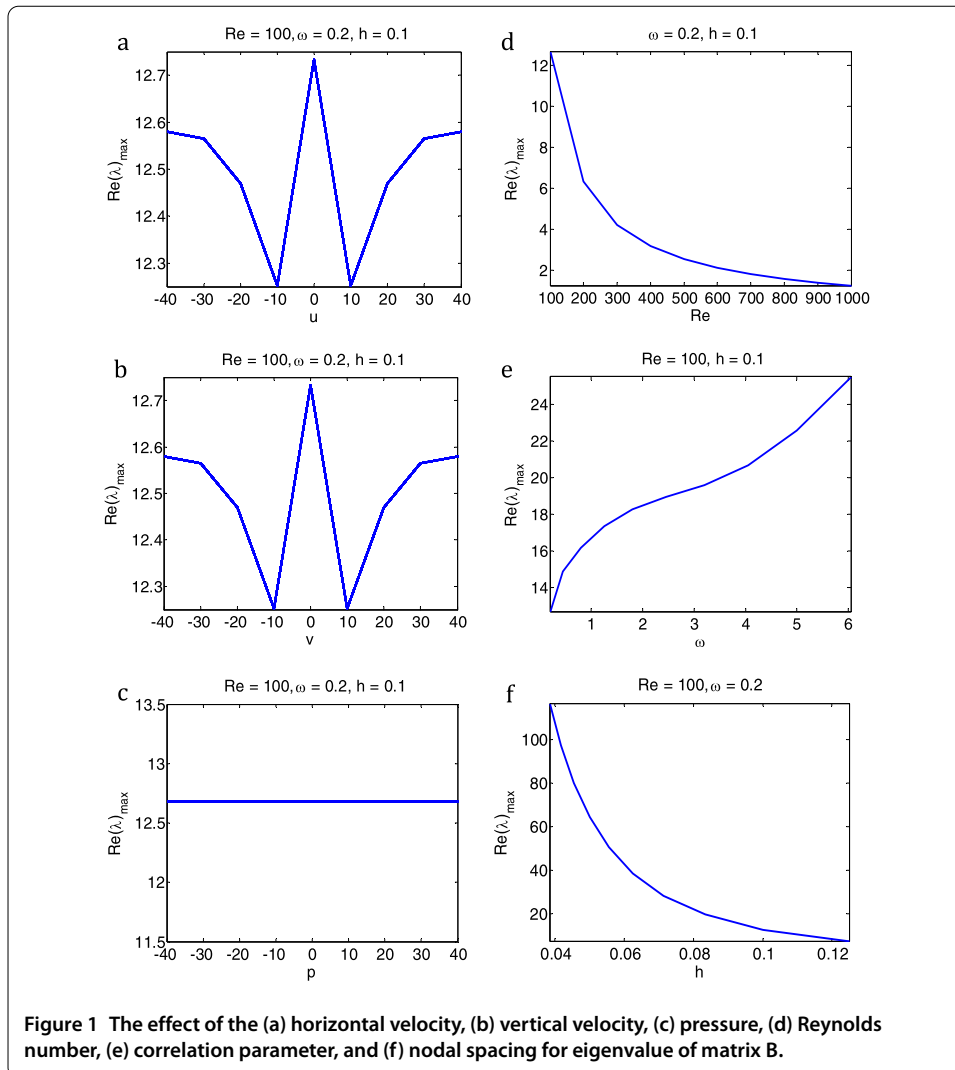 a
Re = 100, ω = 0.2, h = 0.1
12.7
12.6
12.5
12.4
12.3
Re(λ)max
-40 -30 -20 -10 0 10 20 30 40
u
d
ω = 0.2, h = 0.1
12
10
8
6
4
2
Re(λ)max
100 200 300 400 500 600 700 800 900 1000
Re
b
Re = 100, ω = 0.2, h = 0.1
12.7
12.6
12.5
12.4
12.3
Re(λ)max
-40 -30 -20 -10 0 10 20 30 40
v
e
Re = 100, h = 0.1
24
22
20
18
16
14
Re(λ)max
1 2 3 4 5 6
ω
c
Re = 100, ω = 0.2, h = 0.1
13.5
13
12.5
12
11.5
Re(λ)max
-40 -30 -20 -10 0 10 20 30 40
p
f
Re = 100, ω = 0.2
100
80
60
40
20
Re(λ)max
0.04 0.06 0.08 0.1 0.12
h
Figure 1 The effect of the (a) horizontal velocity, (b) vertical velocity, (c) pressure, (d) Reynolds
number, (e) correlation parameter, and (f) nodal spacing for eigenvalue of matrix B.